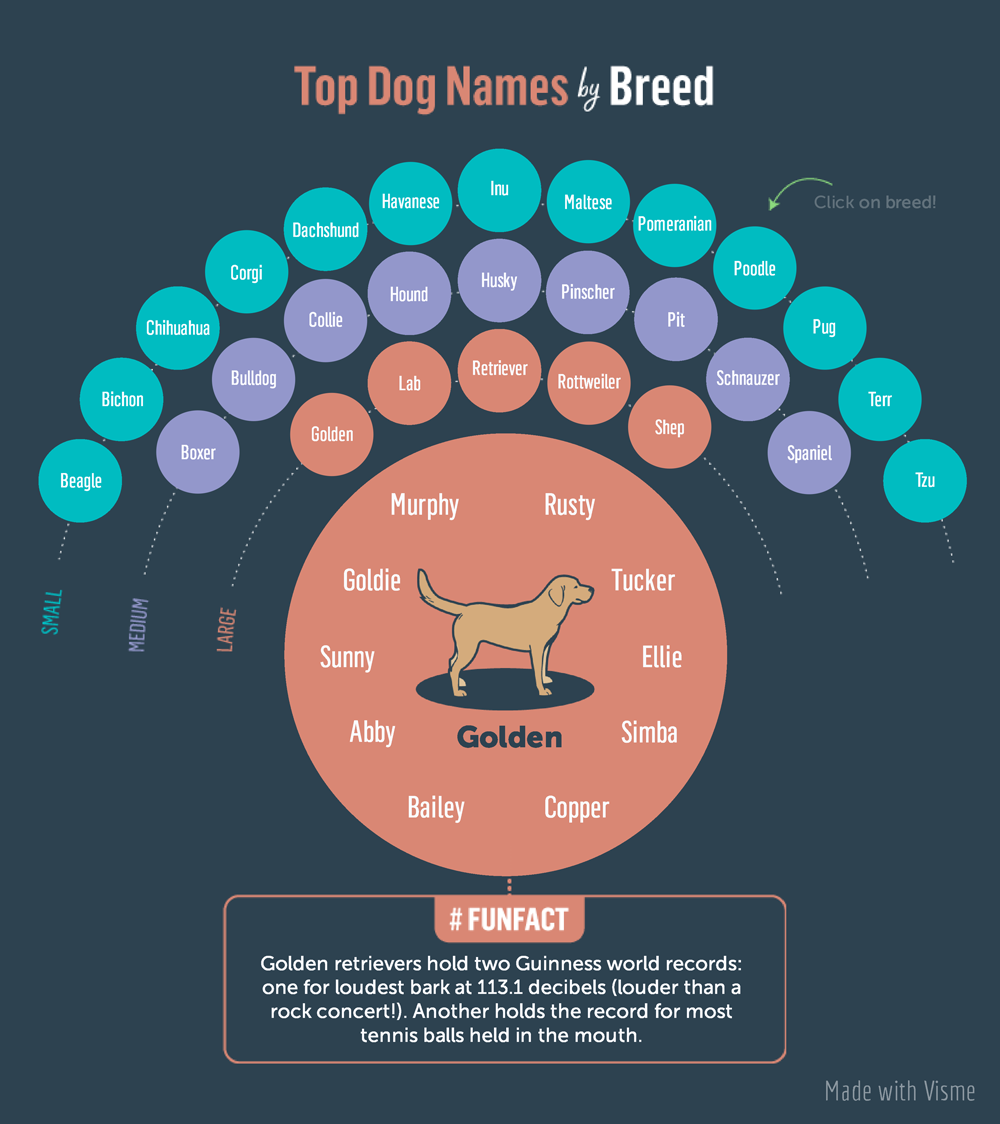 Top Dog Names by Breed
Click on breed!
Inu
Havanese
Maltese
Dachshund
Pomeranian
Corgi
Poodle
Chihuahua
Pug
Bichon
Terr
Beagle
Tzu
Husky
Hound
Pinscher
Collie
Pit
Bulldog
Schnauzer
Boxer
Spaniel
Retriever
Lab
Rottweiler
Golden
Shep
SMALL
MEDIUM
LARGE
Murphy
Rusty
Goldie
Tucker
Sunny
Ellie
Abby
Simba
Bailey
Copper
Golden
# FUNFACT
Golden retrievers hold two Guinness world records:
one for loudest bark at 113.1 decibels (louder than a
rock concert!). Another holds the record for most
tennis balls held in the mouth.
Made with Visme